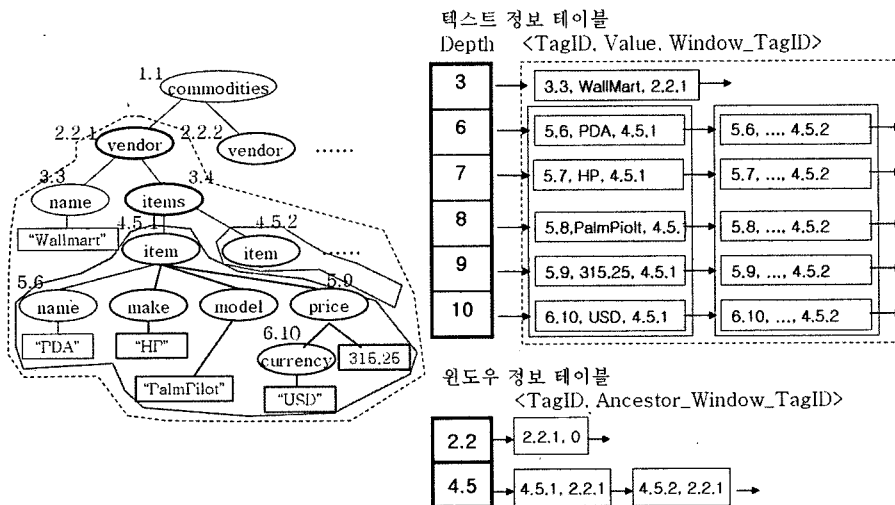 텍스트 정보 테이블
Depth <TagID, Value, Window_TagID>
3
3.3, WallMart, 2.2.1
6
5.6, PDA, 4.5.1
5.6, ..., 4.5.2
7
5.7, HP, 4.5.1
5.7, ..., 4.5.2
8
5.8,PalmPiolt, 4.5.
5.8, ..., 4.5.2
9
5.9, 315.25, 4.5.1
5.9, ..., 4.5.2
10
6.10, USD, 4.5.1
6.10, ..., 4.5.2
윈도우 정보 테이블
<TagID, Ancestor_Window_TagID>
2.2
2.2.1, 0
4.5
4.5.1, 2.2.1
4.5.2, 2.2.1
1.1
commodities
2.2.1
2.2.2
vendor
vendor
......
3.3
3.4
name
items
"Wallmart"
4.5.1
4.5.2
item
item
......
5.6
5.9
name
make
model
price
"PDA"
"HP"
6.10
currency
315.25
"PalmPilot"
"USD"